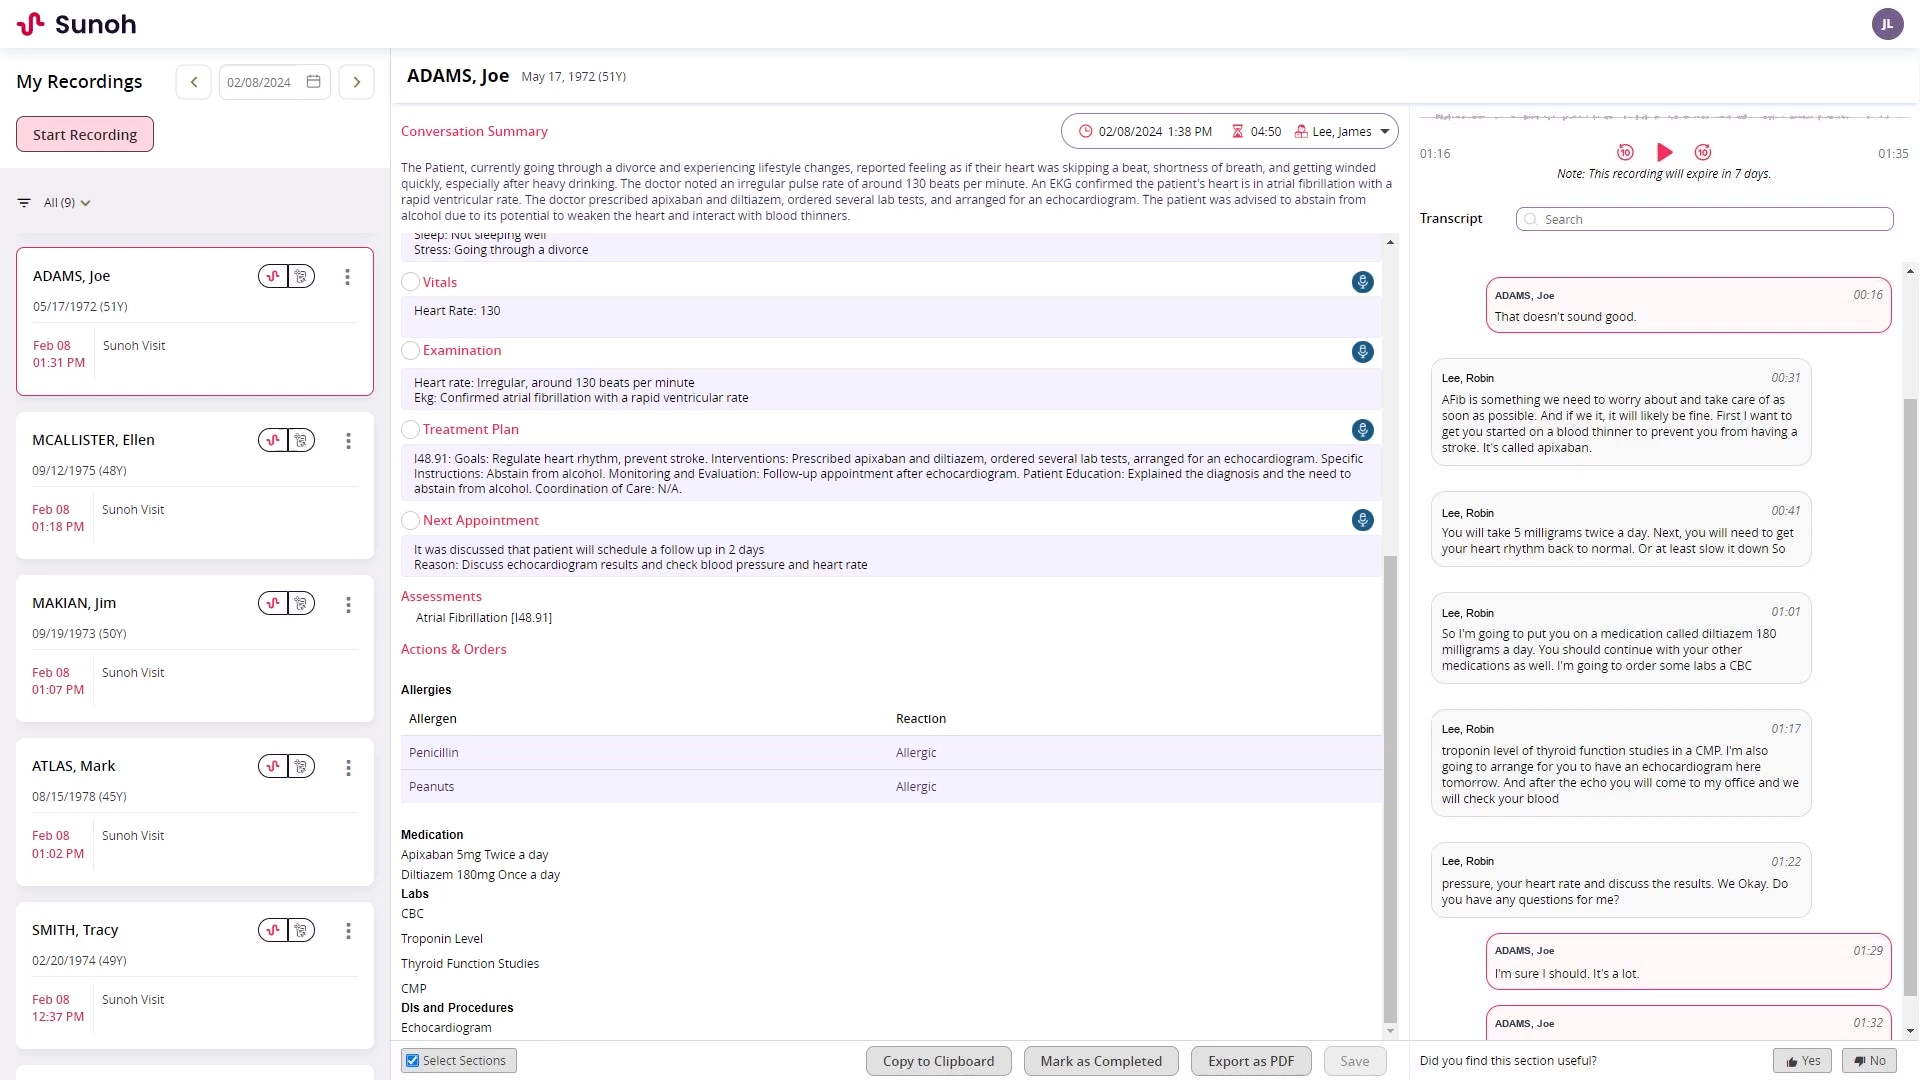 Sunoh
JL
My Recordings
02/08/2024
Start Recording
All (9)
ADAMS, Joe
05/17/1972 (51Y)
Feb 08
01:31 PM
Sunoh Visit
MCALLISTER, Ellen
09/12/1975 (48Y)
Feb 08
01:18 PM
Sunoh Visit
MAKIAN, Jim
09/19/1973 (50Y)
Feb 08
01:07 PM
Sunoh Visit
ATLAS, Mark
08/15/1978 (45Y)
Feb 08
01:02 PM
Sunoh Visit
SMITH, Tracy
02/20/1974 (49Y)
Feb 08
12:37 PM
Sunoh Visit
ADAMS, Joe May 17, 1972 (51Y)
Conversation Summary
02/08/2024 1:38 PM 04:50 Lee, James
The Patient, currently going through a divorce and experiencing lifestyle changes, reported feeling as if their heart was skipping a beat, shortness of breath, and getting winded
quickly, especially after heavy drinking. The doctor noted an irregular pulse rate of around 130 beats per minute. An EKG confirmed the patient's heart is in atrial fibrillation with a
rapid ventricular rate. The doctor prescribed apixaban and diltiazem, ordered several lab tests, and arranged for an echocardiogram. The patient was advised to abstain from
alcohol due to its potential to weaken the heart and interact with blood thinners.
Sleep: Not sleeping well
Stress: Going through a divorce
Vitals
Heart Rate: 130
Examination
Heart rate: Irregular, around 130 beats per minute
Ekg: Confirmed atrial fibrillation with a rapid ventricular rate
Treatment Plan
I48.91: Goals: Regulate heart rhythm, prevent stroke. Interventions: Prescribed apixaban and diltiazem, ordered several lab tests, arranged for an echocardiogram. Specific
Instructions: Abstain from alcohol. Monitoring and Evaluation: Follow-up appointment after echocardiogram. Patient Education: Explained the diagnosis and the need to
abstain from alcohol. Coordination of Care: N/A.
Next Appointment
It was discussed that patient will schedule a follow up in 2 days
Reason: Discuss echocardiogram results and check blood pressure and heart rate
Assessments
Atrial Fibrillation [I48.91]
Actions & Orders
Allergies
Allergen Reaction
Penicillin Allergic
Peanuts Allergic
Medication
Apixaban 5mg Twice a day
Diltiazem 180mg Once a day
Labs
CBC
Troponin Level
Thyroid Function Studies
CMP
DIs and Procedures
Echocardiogram
Select Sections
Copy to Clipboard
Mark as Completed
Export as PDF
Save
01:16 10 10 01:35
Note: This recording will expire in 7 days.
Transcript
Search
ADAMS, Joe 00:16
That doesn't sound good.
Lee, Robin 00:31
AFib is something we need to worry about and take care of as
soon as possible. And if we it, it will likely be fine. First I want to
get you started on a blood thinner to prevent you from having a
stroke. It's called apixaban.
Lee, Robin 00:41
You will take 5 milligrams twice a day. Next, you will need to get
your heart rhythm back to normal. Or at least slow it down So
Lee, Robin 01:01
So I'm going to put you on a medication called diltiazem 180
milligrams a day. You should continue with your other
medications as well. I'm going to order some labs a CBC
Lee, Robin 01:17
troponin level of thyroid function studies in a CMP. I'm also
going to arrange for you to have an echocardiogram here
tomorrow. And after the echo you will come to my office and we
will check your blood
Lee, Robin 01:22
pressure, your heart rate and discuss the results. We Okay. Do
you have any questions for me?
ADAMS, Joe 01:29
I'm sure I should. It's a lot.
ADAMS, Joe 01:32
Did you find this section useful?
Yes
No